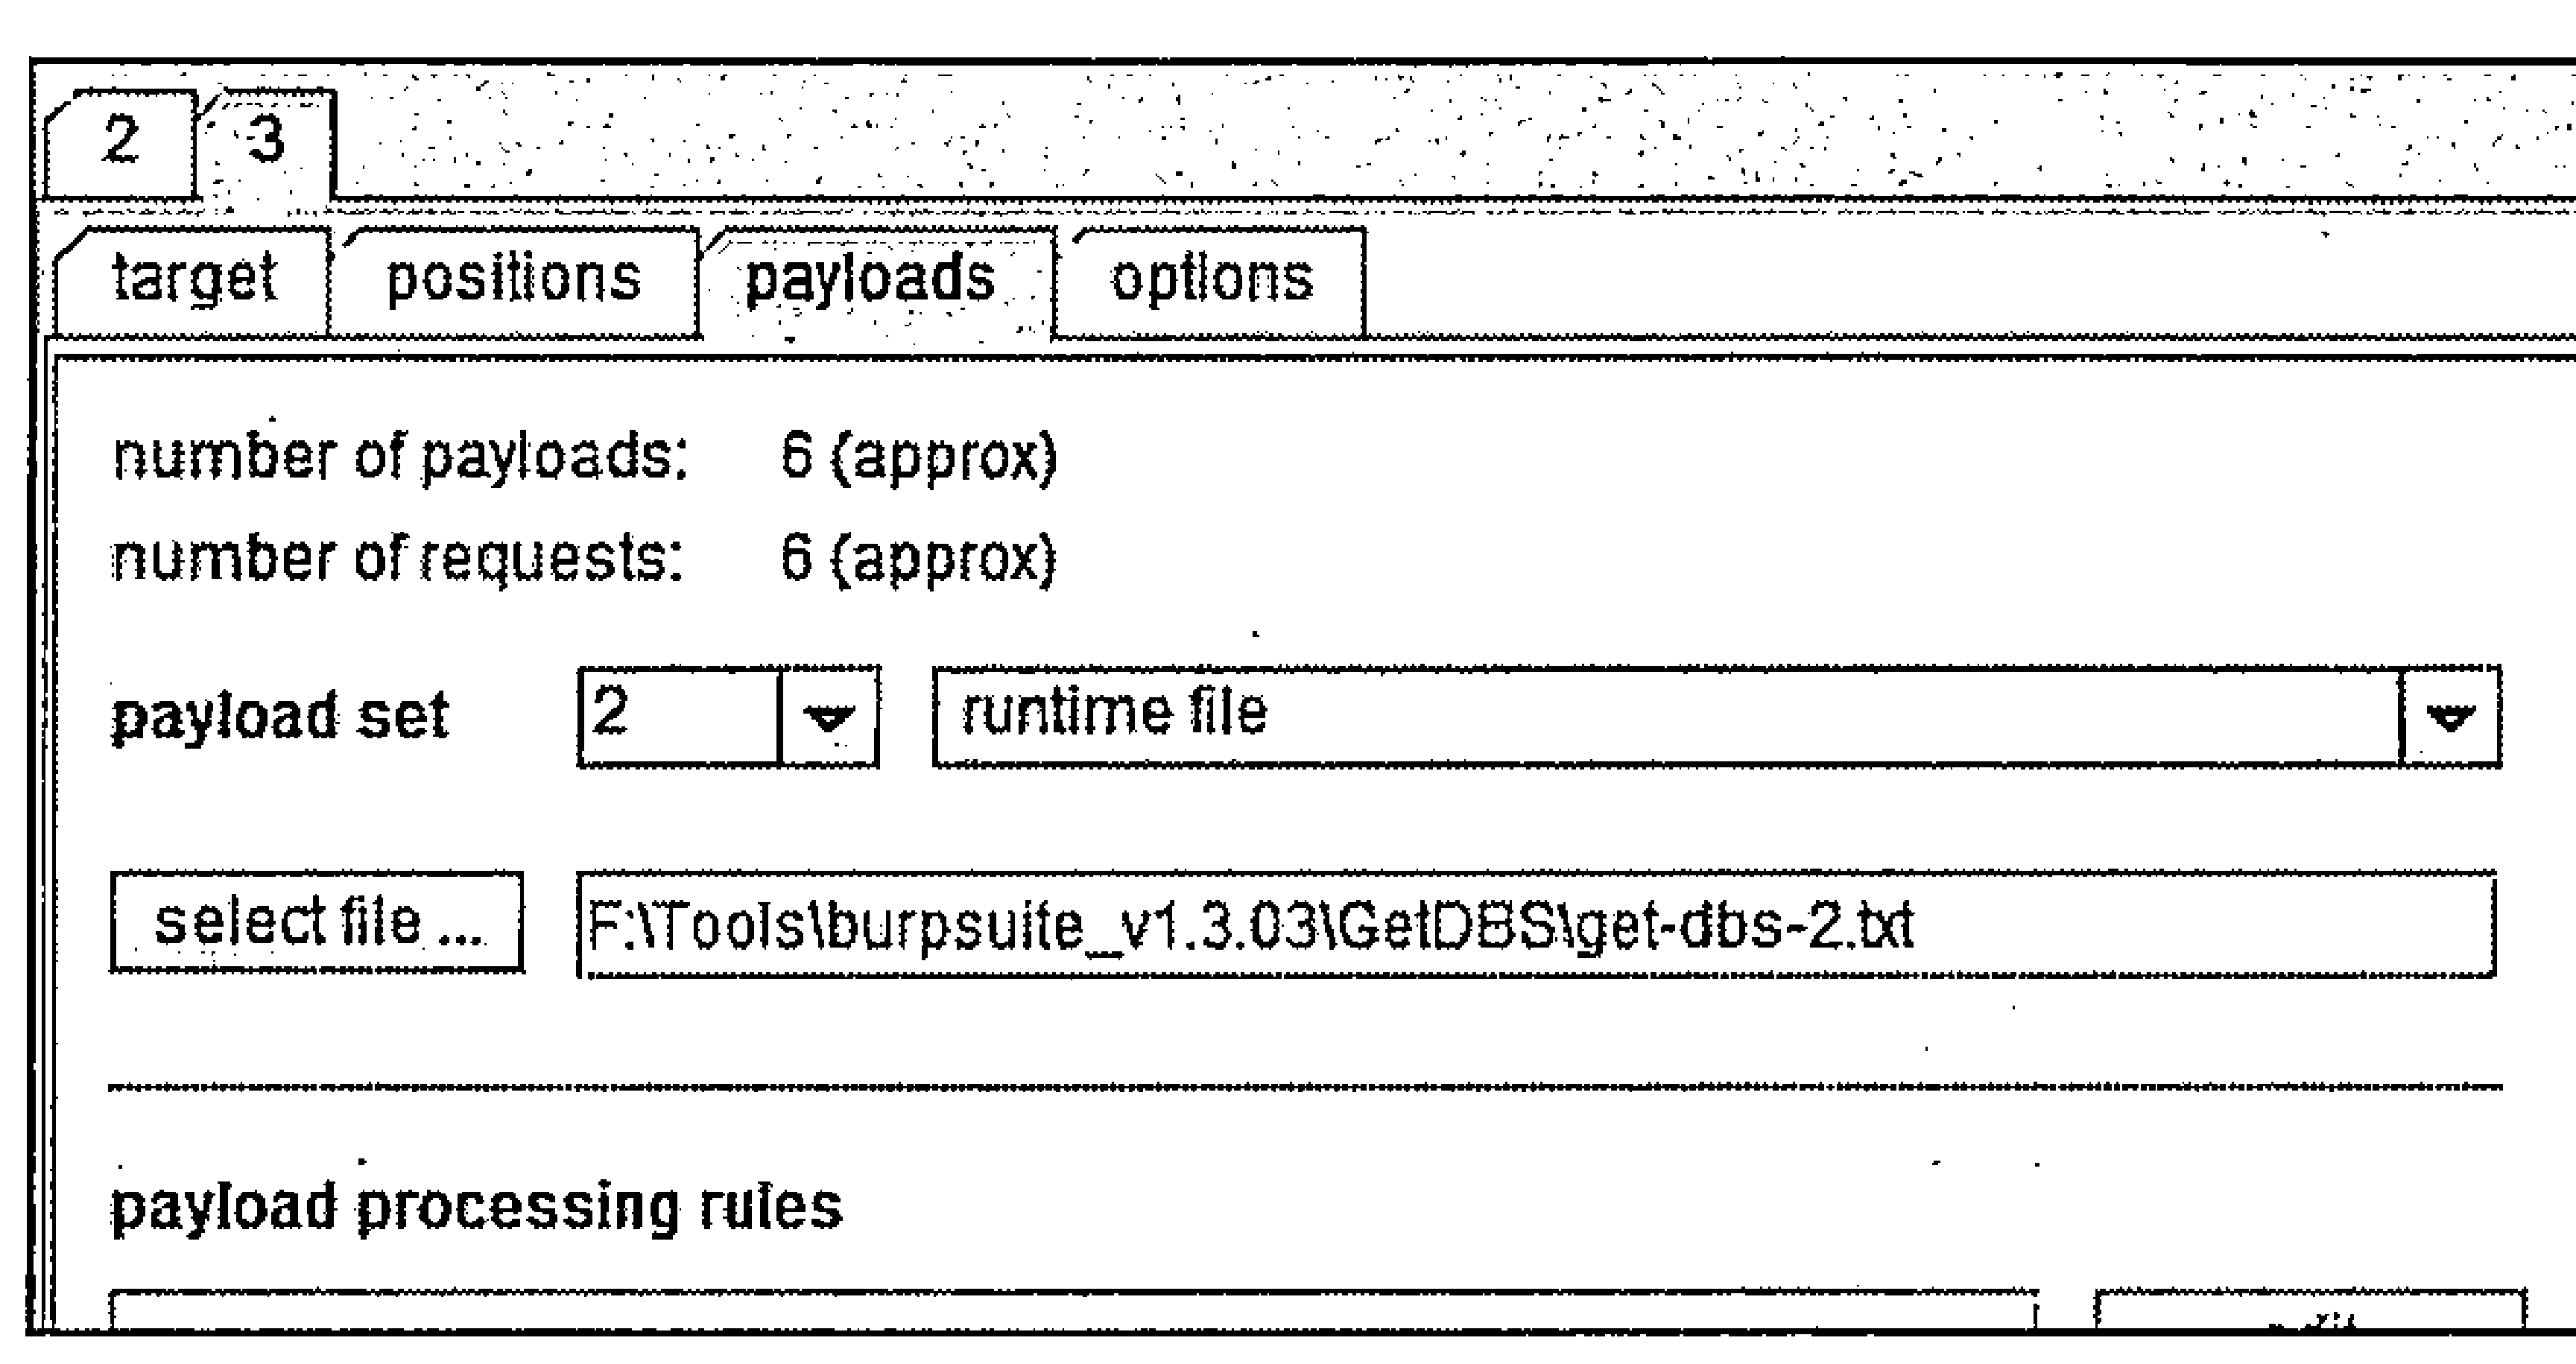 2 3
target positions payloads options
number of payloads: 6 (approx)
number of requests: 6 (approx)
payload set 2 runtime file
select file ... F:\Tools\burpsuite_v1.3.03\GetDBS\get-dbs-2.txt
payload processing rules